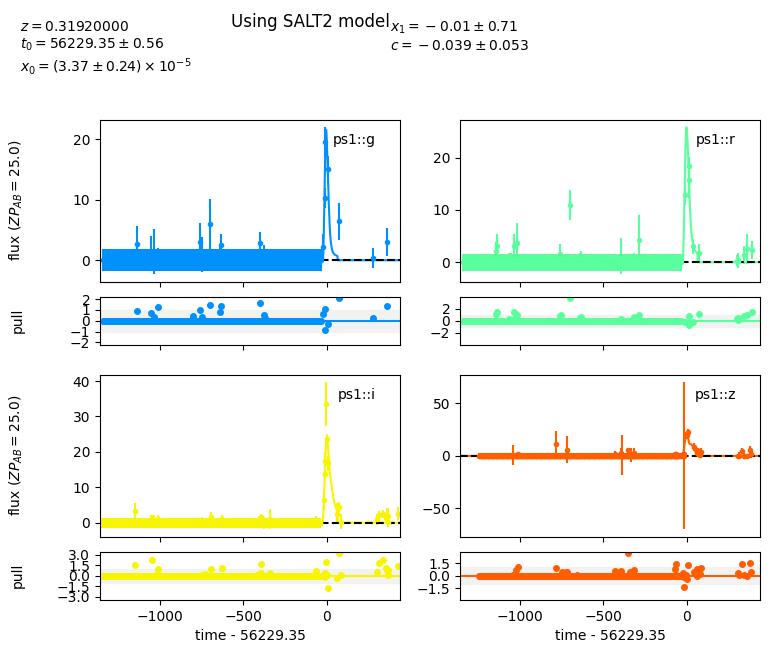 Using SALT2 model
z = 0.31920000
t₀ = 56229.35 ± 0.56
x₀ = (3.37 ± 0.24) × 10⁻⁵
x₁ = −0.01 ± 0.71
c = −0.039 ± 0.053
flux (ZP_AB = 25.0)
20
10
0
ps1::g
20
10
0
ps1::r
pull
2
1
0
−1
−2
2
0
−2
flux (ZP_AB = 25.0)
40
30
20
10
0
ps1::i
50
0
−50
ps1::z
pull
3.0
1.5
0.0
−1.5
−3.0
1.5
0.0
−1.5
−1000 −500 0
−1000 −500 0
time - 56229.35
time - 56229.35